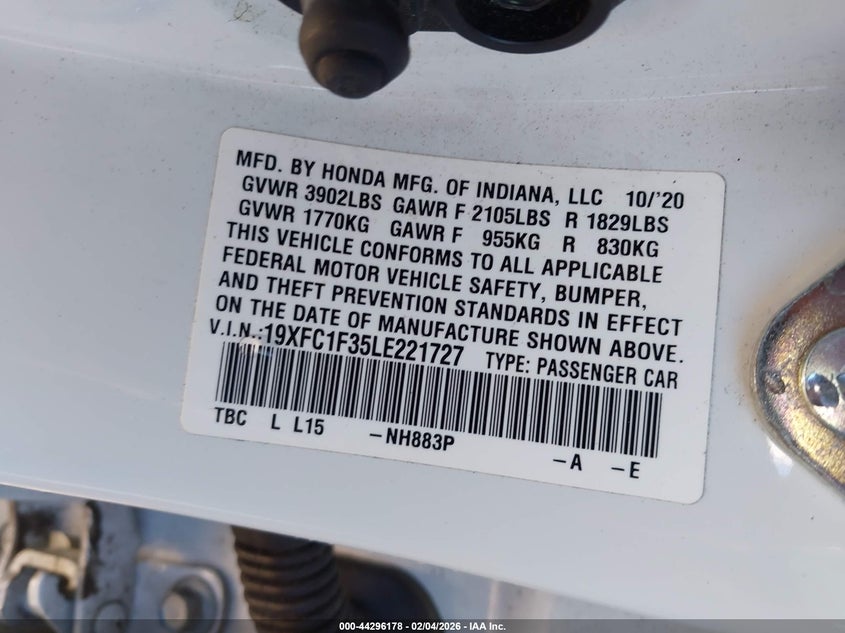 MFD. BY HONDA MFG. OF INDIANA, LLC 10/'20
GVWR 3902LBS GAWR F 2105LBS R 1829LBS
GVWR 1770KG GAWR F 955KG R 830KG
THIS VEHICLE CONFORMS TO ALL APPLICABLE
FEDERAL MOTOR VEHICLE SAFETY, BUMPER,
AND THEFT PREVENTION STANDARDS IN EFFECT
ON THE DATE OF MANUFACTURE SHOWN ABOVE.
V.I.N.:19XFC1F35LE221727 TYPE: PASSENGER CAR
TBC L L15 -NH883P -A -E
000-44296178 - 02/04/2026 - IAA Inc.